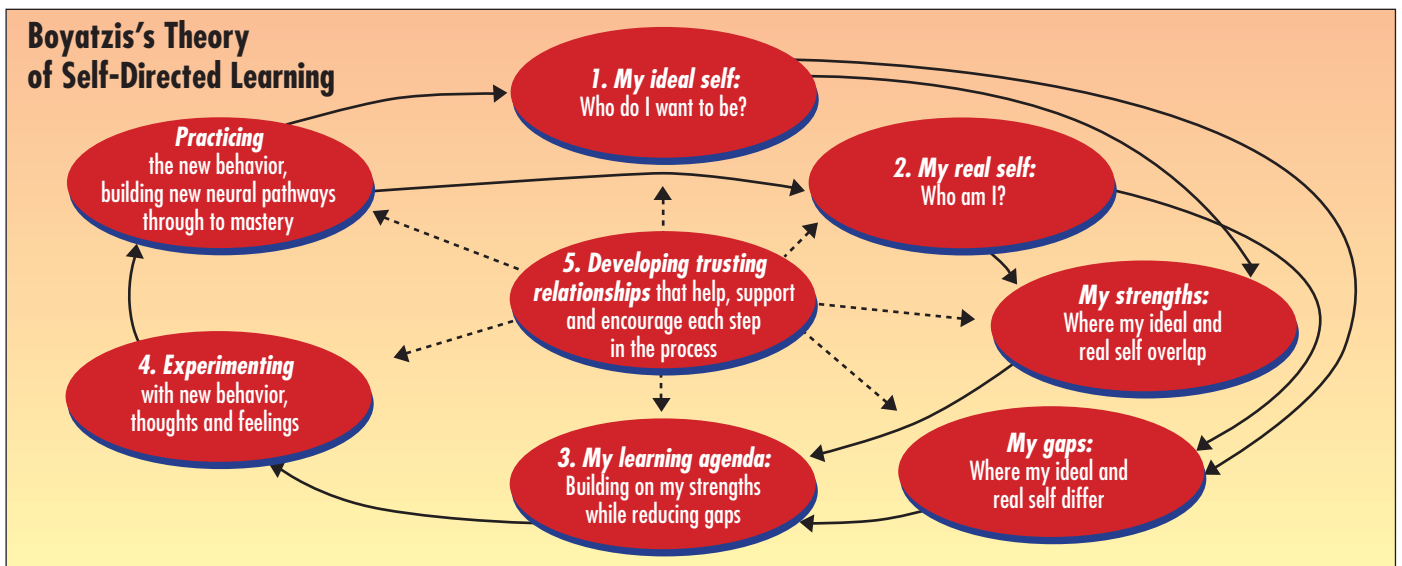 Boyatzis's Theory
of Self-Directed Learning
1. My ideal self:
Who do I want to be?
2. My real self:
Who am I?
My strengths:
Where my ideal and
real self overlap
My gaps:
Where my ideal and
real self differ
3. My learning agenda:
Building on my strengths
while reducing gaps
4. Experimenting
with new behavior,
thoughts and feelings
Practicing
the new behavior,
building new neural pathways
through to mastery
5. Developing trusting
relationships that help, support
and encourage each step
in the process